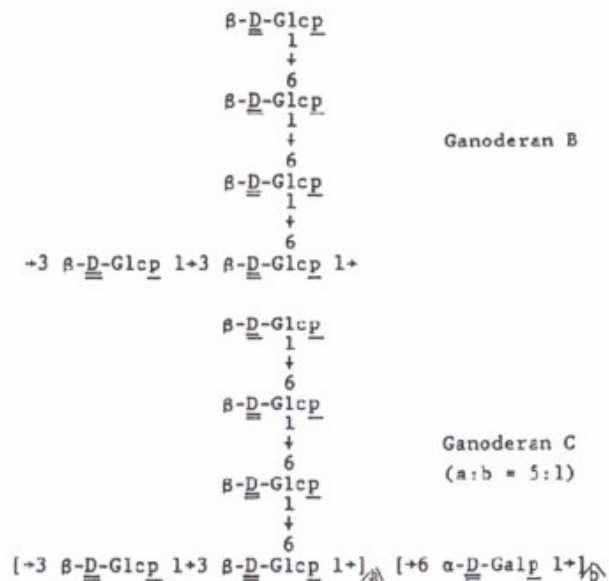 β-D-Glcp
1
↓
6
β-D-Glcp
1
↓
6
Ganoderan B
β-D-Glcp
1
↓
6
→3 β-D-Glcp 1→3 β-D-Glcp 1→
β-D-Glcp
1
↓
6
β-D-Glcp
1
↓
6
Ganoderan C
β-D-Glcp
(a:b = 5:1)
1
↓
6
[→3 β-D-Glcp 1→3 β-D-Glcp 1→]a [→6 α-D-Galp 1→]b